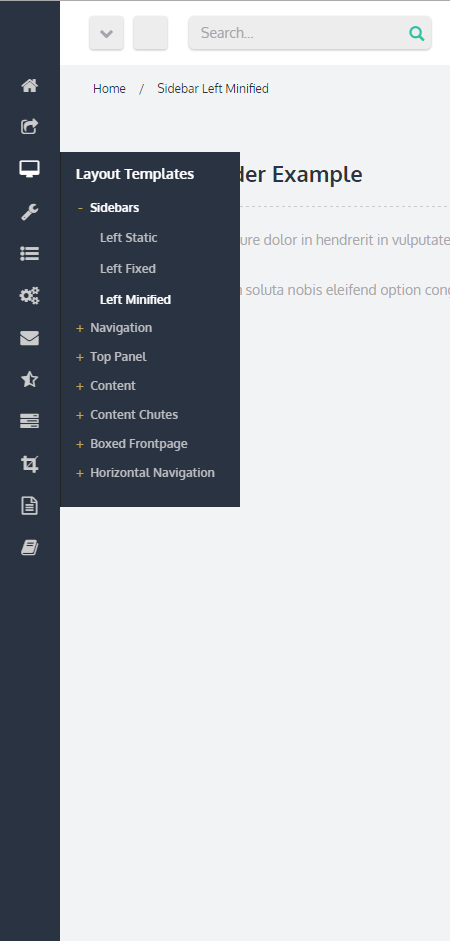 Search...
Home / Sidebar Left Minified
Layout Templates
der Example
- Sidebars
ure dolor in hendrerit in vulputate
Left Static
Left Fixed
soluta nobis eleifend option
Left Minified
+ Navigation
+ Top Panel
+ Content
+ Content Chutes
+ Boxed Frontpage
+ Horizontal Navigation